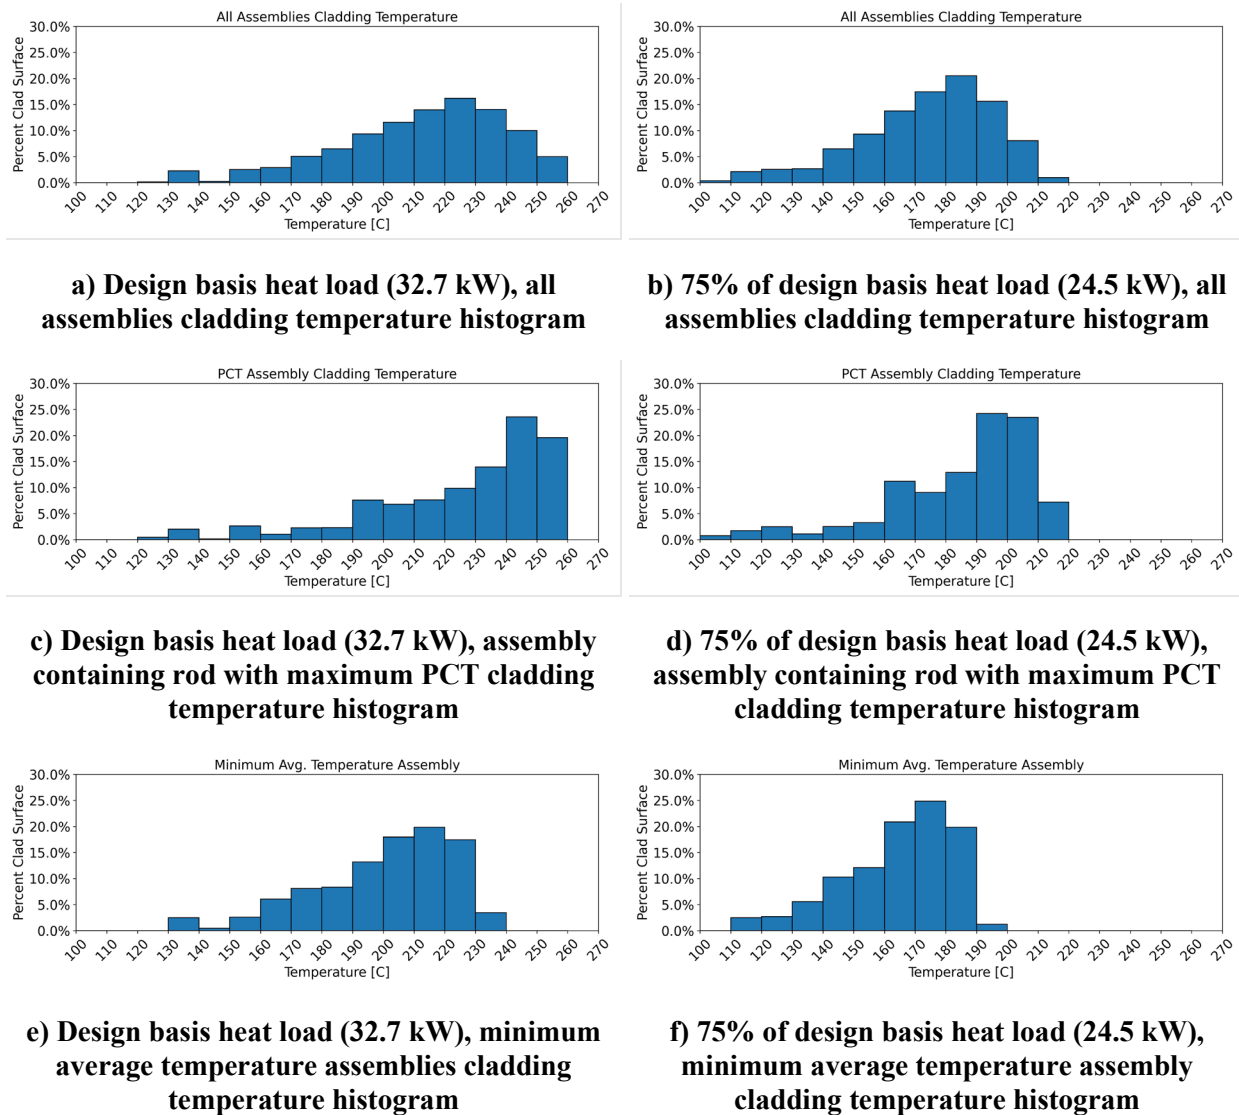 All Assemblies Cladding Temperature
30.0%
25.0%
20.0%
15.0%
10.0%
5.0%
0.0%
Percent Clad Surface
100 110 120 130 140 150 160 170 180 190 200 210 220 230 240 250 260 270
Temperature [C]
All Assemblies Cladding Temperature
30.0%
25.0%
20.0%
15.0%
10.0%
5.0%
0.0%
Percent Clad Surface
100 110 120 130 140 150 160 170 180 190 200 210 220 230 240 250 260 270
Temperature [C]
a) Design basis heat load (32.7 kW), all
assemblies cladding temperature histogram
b) 75% of design basis heat load (24.5 kW), all
assemblies cladding temperature histogram
PCT Assembly Cladding Temperature
30.0%
25.0%
20.0%
15.0%
10.0%
5.0%
0.0%
Percent Clad Surface
100 110 120 130 140 150 160 170 180 190 200 210 220 230 240 250 260 270
Temperature [C]
PCT Assembly Cladding Temperature
30.0%
25.0%
20.0%
15.0%
10.0%
5.0%
0.0%
Percent Clad Surface
100 110 120 130 140 150 160 170 180 190 200 210 220 230 240 250 260 270
Temperature [C]
c) Design basis heat load (32.7 kW), assembly
containing rod with maximum PCT cladding
temperature histogram
d) 75% of design basis heat load (24.5 kW),
assembly containing rod with maximum PCT
cladding temperature histogram
Minimum Avg. Temperature Assembly
30.0%
25.0%
20.0%
15.0%
10.0%
5.0%
0.0%
Percent Clad Surface
100 110 120 130 140 150 160 170 180 190 200 210 220 230 240 250 260 270
Temperature [C]
Minimum Avg. Temperature Assembly
30.0%
25.0%
20.0%
15.0%
10.0%
5.0%
0.0%
Percent Clad Surface
100 110 120 130 140 150 160 170 180 190 200 210 220 230 240 250 260 270
Temperature [C]
e) Design basis heat load (32.7 kW), minimum
average temperature assemblies cladding
temperature histogram
f) 75% of design basis heat load (24.5 kW),
minimum average temperature assembly
cladding temperature histogram